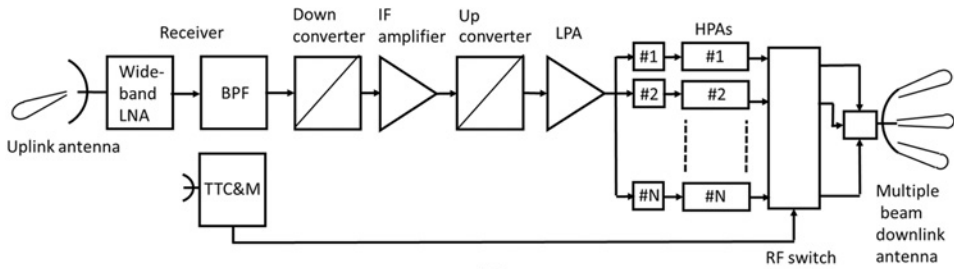 Receiver
Down
converter
IF
amplifier
Up
converter
LPA
HPAs
Wide-
band
LNA
BPF
#1
#1
#2
#2
#N
#N
Uplink antenna
TTC&M
RF switch
Multiple
beam
downlink
antenna